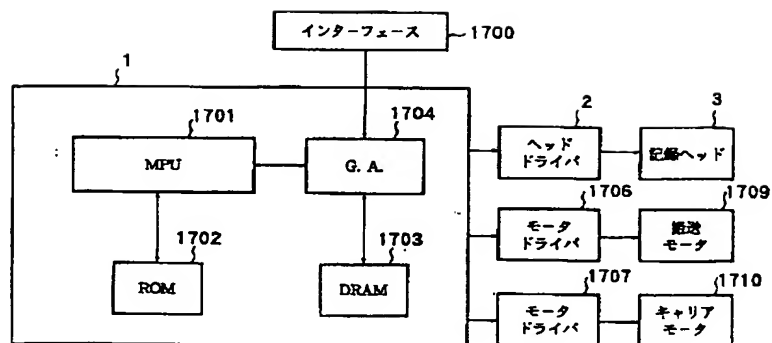 インターフェース
1700
1
1701
1704
2
3
MPU
G. A.
ヘッド
ドライバ
記録ヘッド
1706
1709
モータ
ドライバ
搬送
モータ
1702
1703
ROM
DRAM
1707
1710
モータ
ドライバ
キャリア
モータ